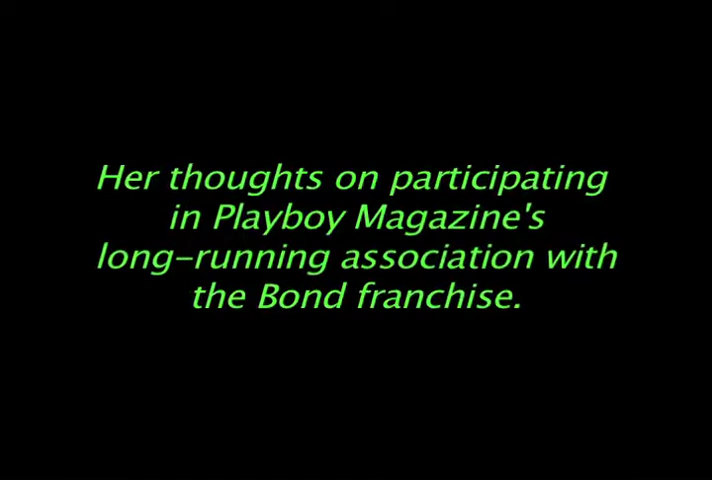 Her thoughts on participating
in Playboy Magazine's
long-running association with
the Bond franchise.